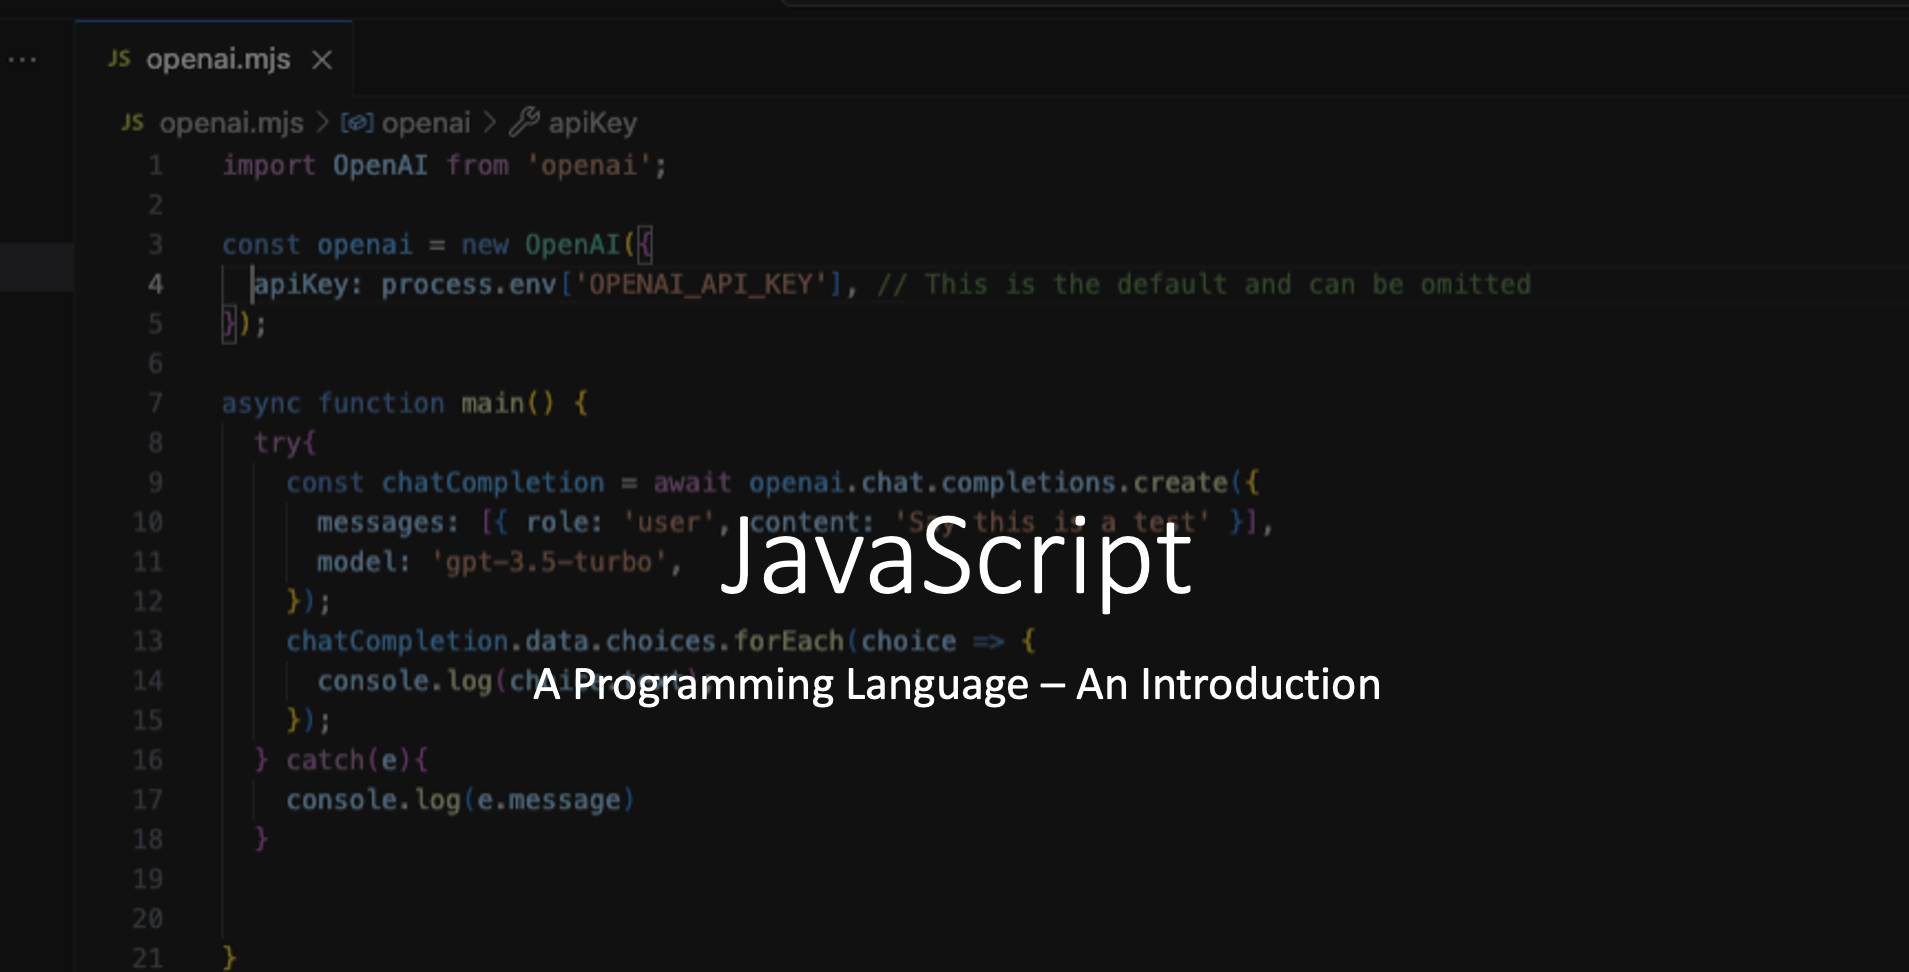 JS openai.mjs ×
JS openai.mjs > openai > apiKey
1 import OpenAI from 'openai';
2
3 const openai = new OpenAI({
4 apiKey: process.env['OPENAI_API_KEY'], // This is the default and can be omitted
5 });
6
7 async function main() {
8 try{
9 const chatCompletion = await openai.chat.completions.create({
10 messages: [{ role: 'user', content: 'Say this is a test' }],
11 model: 'gpt-3.5-turbo',
JavaScript
12 });
13 chatCompletion.data.choices.forEach(choice => {
14 console.log(choice.text);
A Programming Language – An Introduction
15 });
16 } catch(e){
17 console.log(e.message)
18 }
19
20
21 }